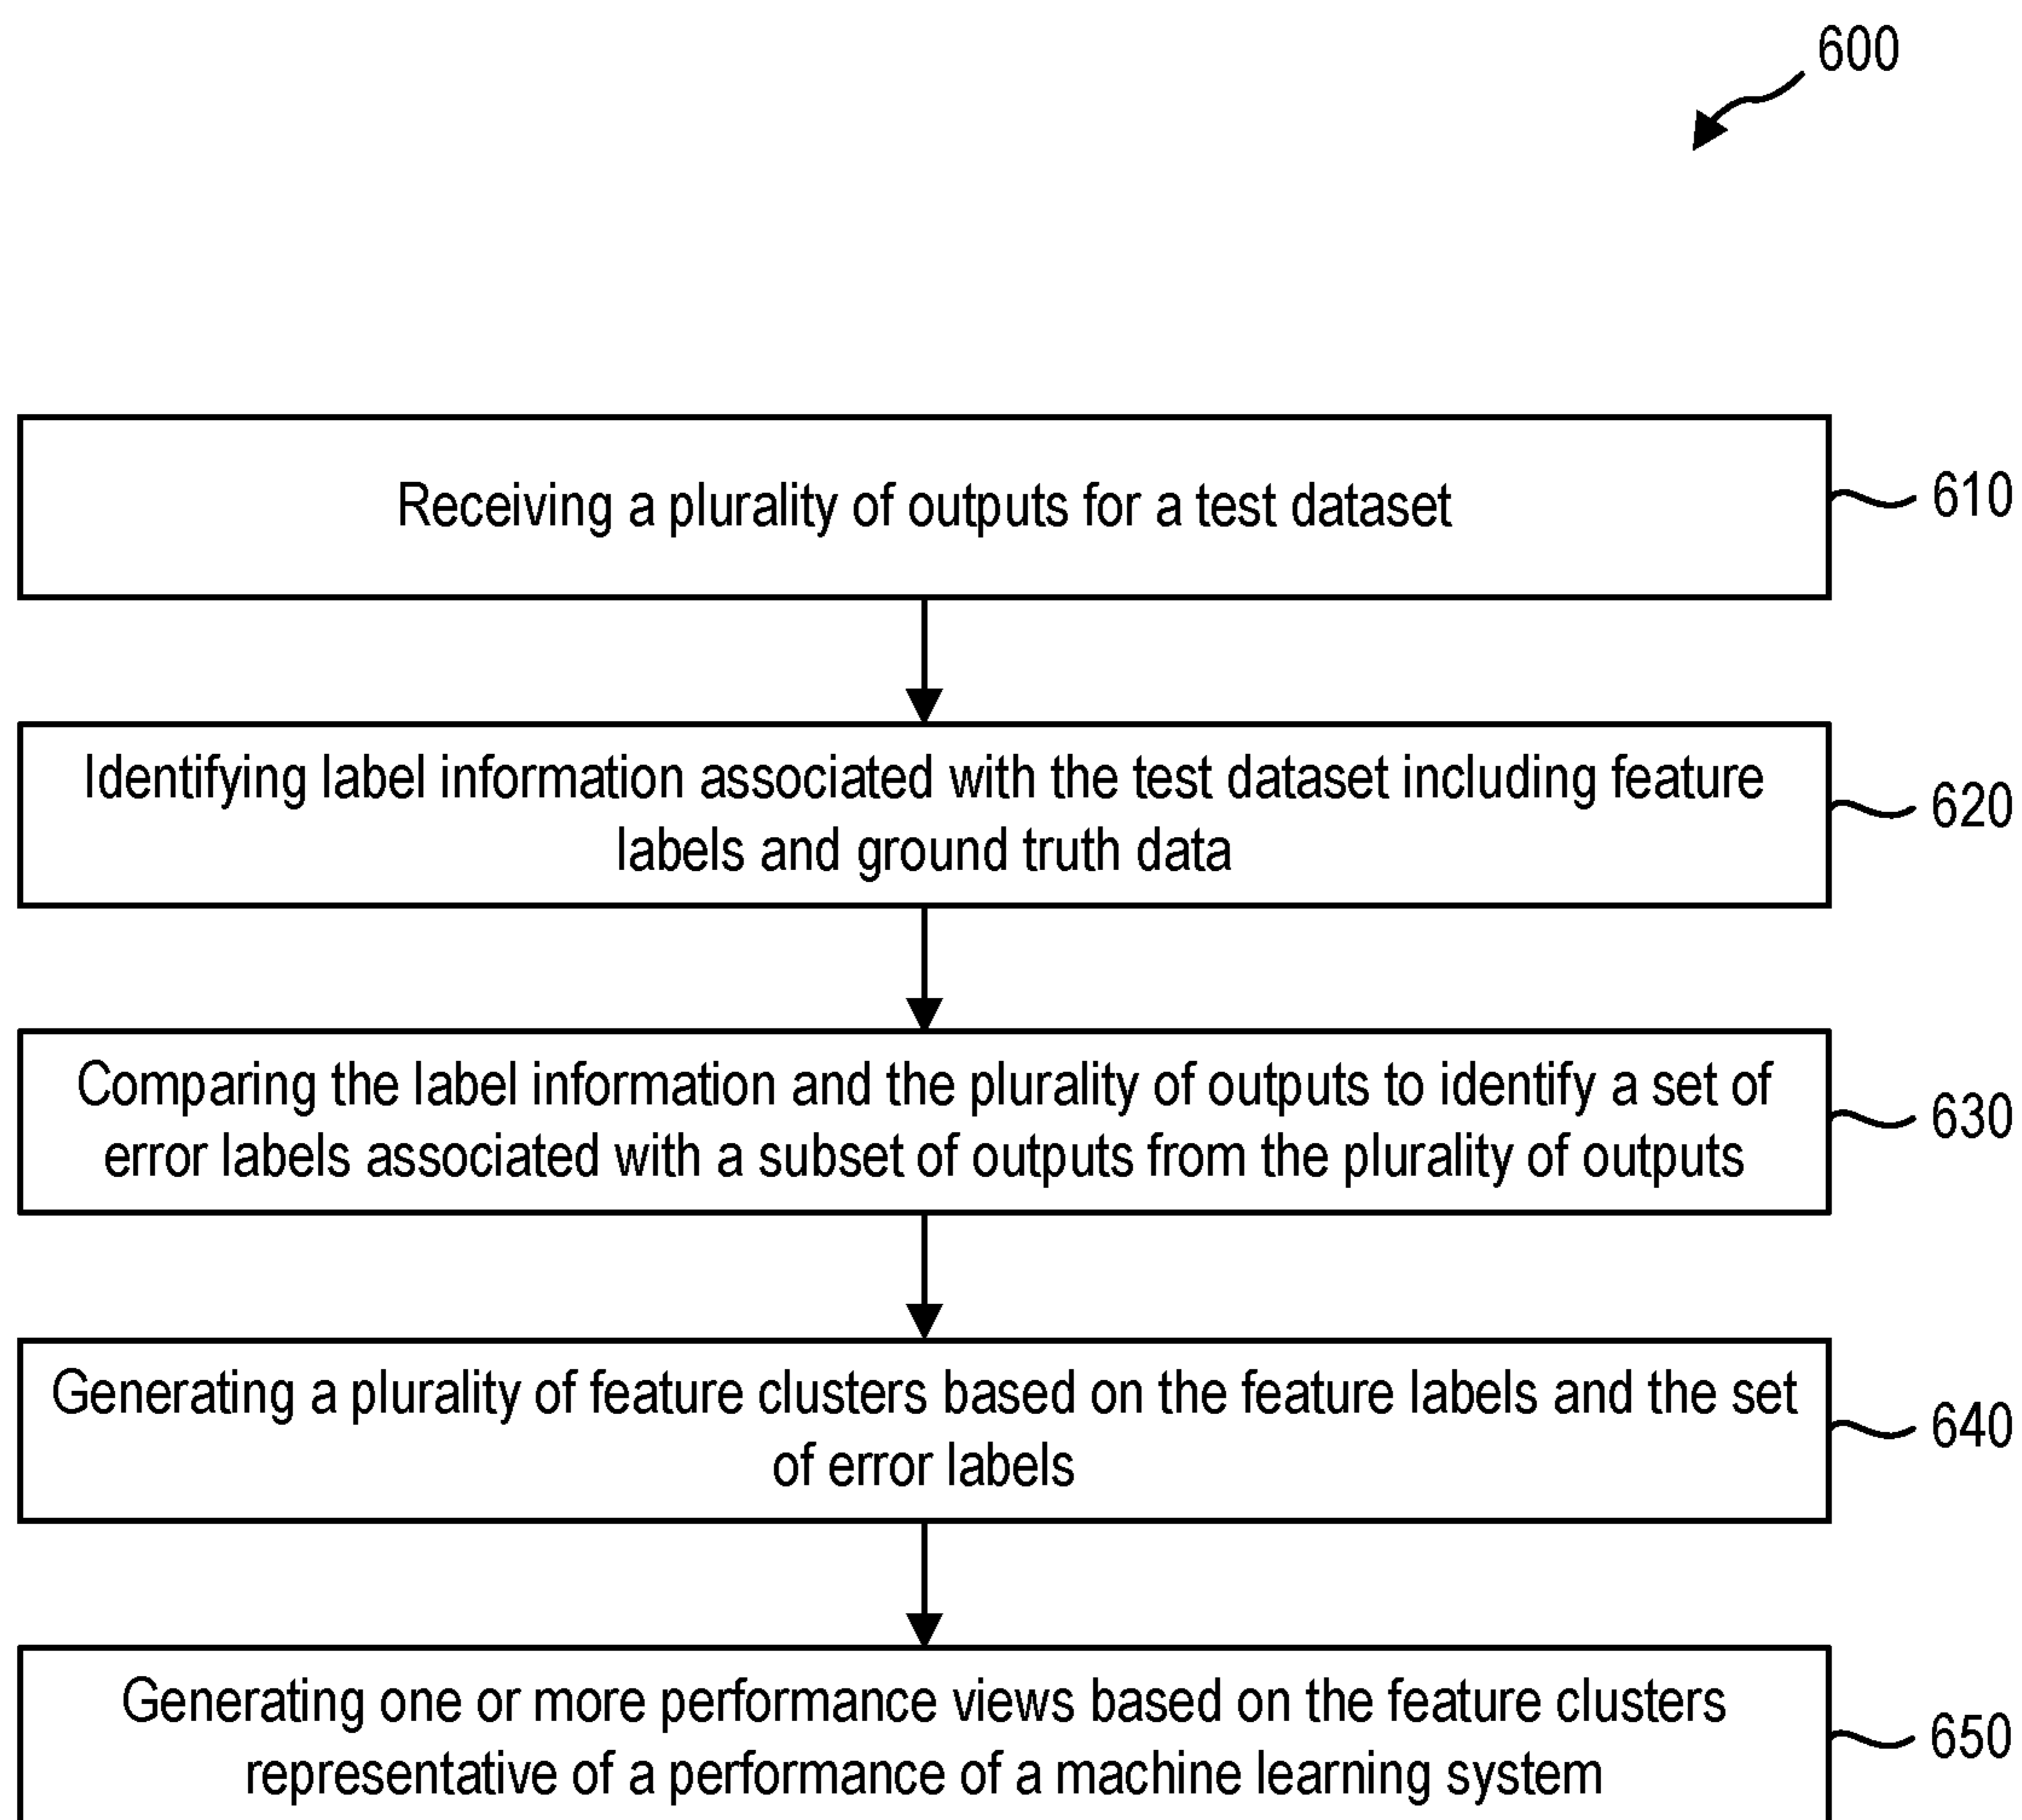 600
Receiving a plurality of outputs for a test dataset
610
Identifying label information associated with the test dataset including feature
labels and ground truth data
620
Comparing the label information and the plurality of outputs to identify a set of
error labels associated with a subset of outputs from the plurality of outputs
630
Generating a plurality of feature clusters based on the feature labels and the set
of error labels
640
Generating one or more performance views based on the feature clusters
representative of a performance of a machine learning system
650